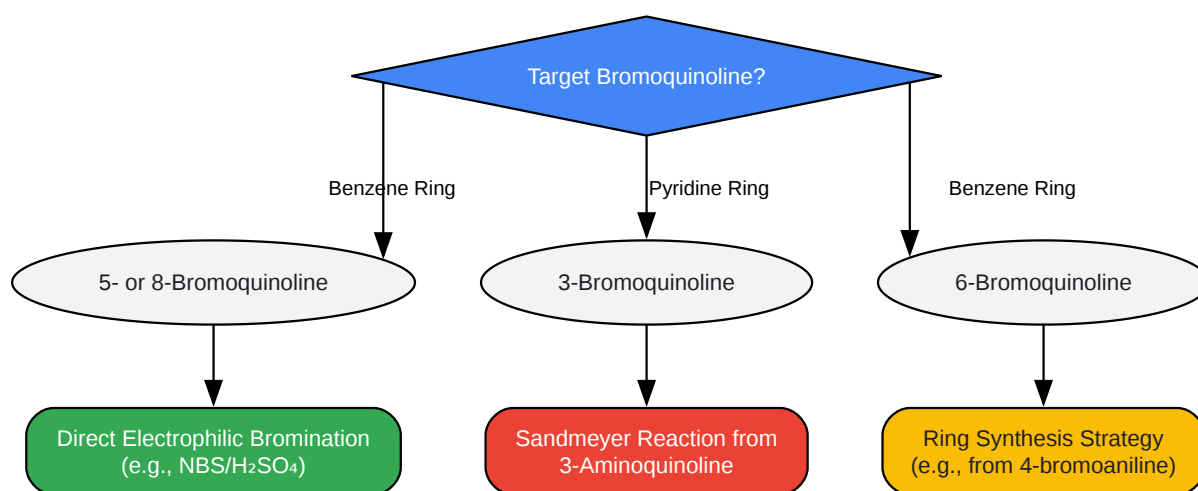 Target Bromoquinoline?
Benzene Ring
Pyridine Ring
Benzene Ring
5- or 8-Bromoquinoline
3-Bromoquinoline
6-Bromoquinoline
Direct Electrophilic Bromination
(e.g., NBS/H₂SO₄)
Sandmeyer Reaction from
3-Aminoquinoline
Ring Synthesis Strategy
(e.g., from 4-bromoaniline)